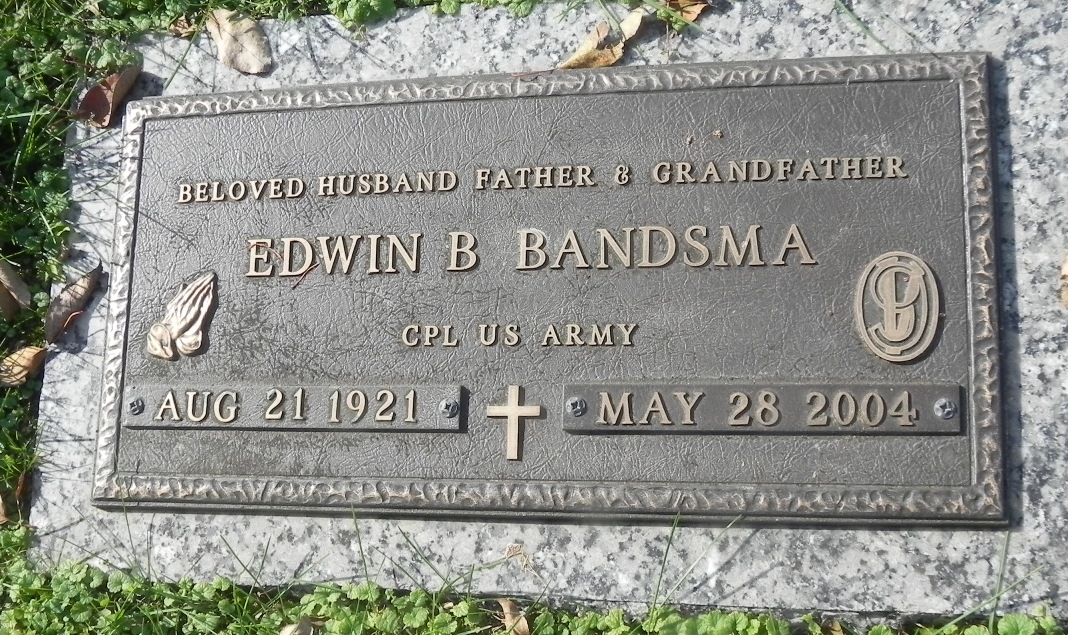 BELOVED HUSBAND FATHER & GRANDFATHER
EDWIN B BANDSMA
CPL US ARMY
AUG 21 1921 MAY 28 2004